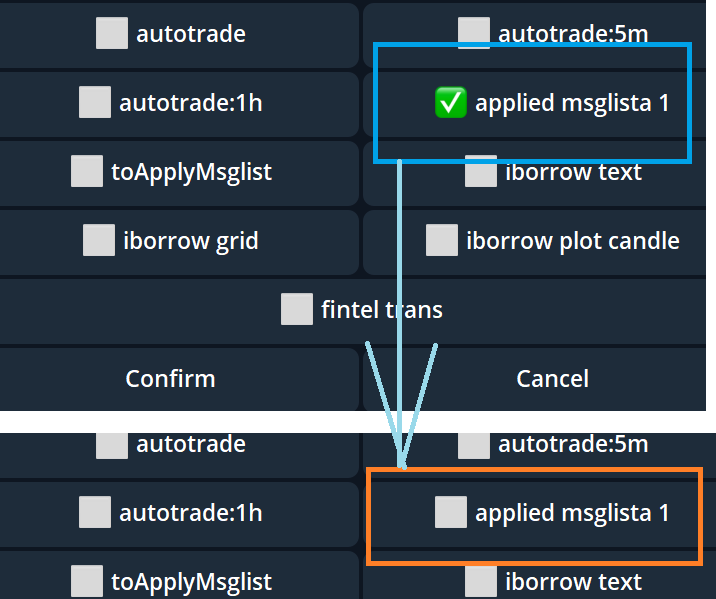 autotrade autotrade:5m
autotrade:1h applied msglista 1
toApplyMsglist iborrow text
iborrow grid iborrow plot candle
fintel trans
Confirm Cancel
autotrade autotrade:5m
autotrade:1h applied msglista 1
toApplyMsglist iborrow text